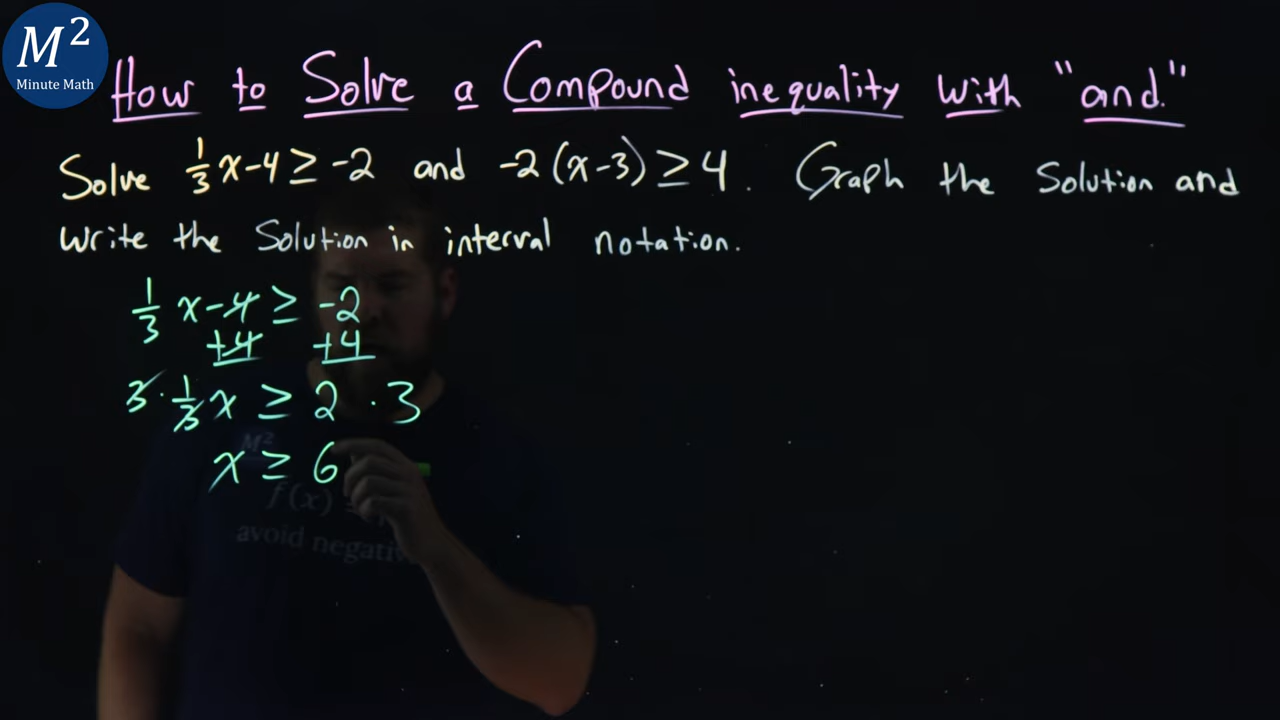 M²
Minute Math
How to Solve a Compound inequality with "and."
Solve 1/3 x-4 ≥ -2 and -2(x-3) ≥ 4. Graph the Solution and
Write the Solution in interval notation.
1/3 x-4 ≥ -2
+4 +4
3 · 1/3 x ≥ 2 · 3
x ≥ 6
M²
f(x)
avoid